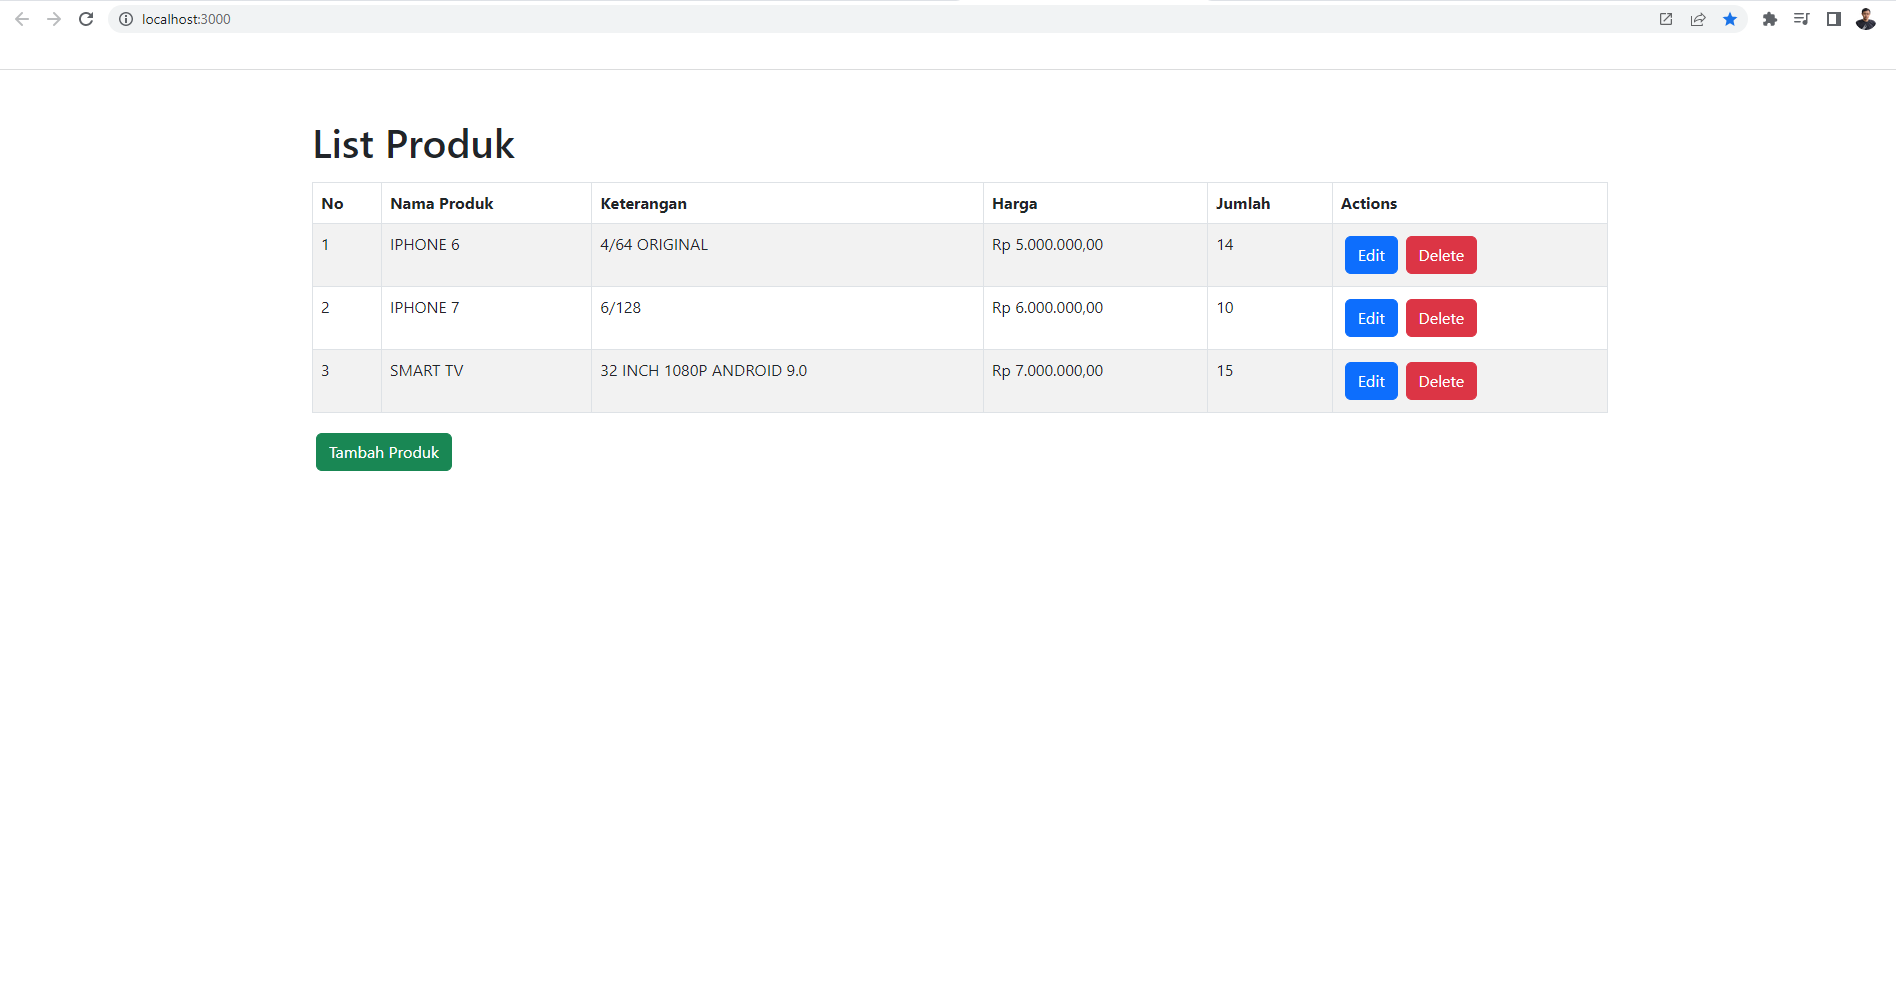 localhost:3000
List Produk
No Nama Produk Keterangan Harga Jumlah Actions
1 IPHONE 6 4/64 ORIGINAL Rp 5.000.000,00 14 Edit Delete
2 IPHONE 7 6/128 Rp 6.000.000,00 10 Edit Delete
3 SMART TV 32 INCH 1080P ANDROID 9.0 Rp 7.000.000,00 15 Edit Delete
Tambah Produk